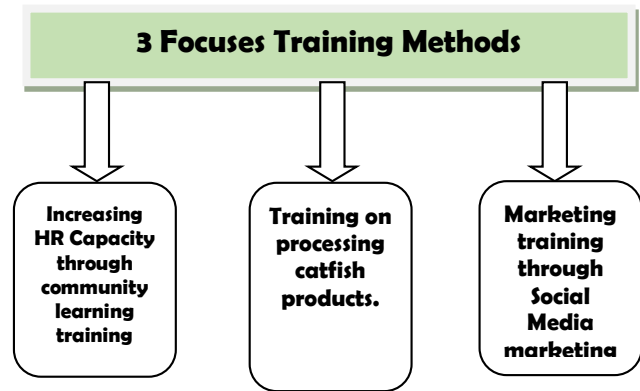 3 Focuses Training Methods
Increasing
HR Capacity
through
community
learning
training
Training on
processing
catfish
products.
Marketing
training
through
Social
Media
marketing